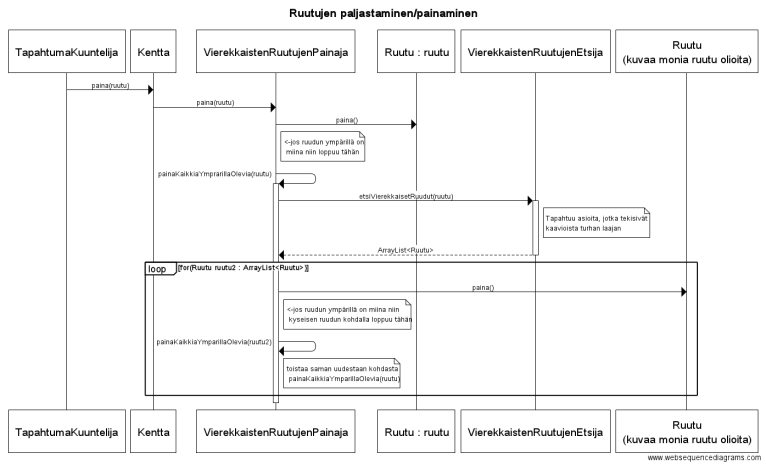 Ruutujen paljastaminen/painaminen
TapahtumaKuuntelija
Kentta
VierekkaistenRuutujenPainaja
Ruutu : ruutu
VierekkaistenRuutujenEtsija
Ruutu
(kuvaa monia ruutu olioita)
paina(ruutu)
paina(ruutu)
paina()
<-jos ruudun ympärillä on
miina niin loppuu tähän
painaKaikkiaYmprarillaOlevia(ruutu)
etsiVierekkaisetRuudut(ruutu)
Tapahtuu asioita, jotka tekisivät
kaavioista turhan laajan
ArrayList<Ruutu>
loop
[for(Ruutu ruutu2 : ArrayList<Ruutu>)]
paina()
<-jos ruudun ympärillä on miina niin
kyseisen ruudun kohdalla loppuu tähän
painaKaikkiaYmparillaOlevia(ruutu2)
toistaa saman uudestaan kohdasta
painaKaikkiaYmparillaOlevia(ruutu)
TapahtumaKuuntelija
Kentta
VierekkaistenRuutujenPainaja
Ruutu : ruutu
VierekkaistenRuutujenEtsija
Ruutu
(kuvaa monia ruutu olioita)
www.websequencediagrams.com